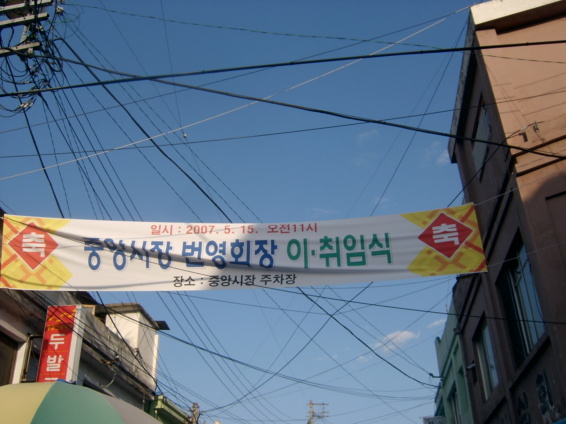 일시 : 2007. 5. 15. 오전11시
축 중앙시장 번영회장 이·취임식 축
장소 : 중앙시장 주차장
두발